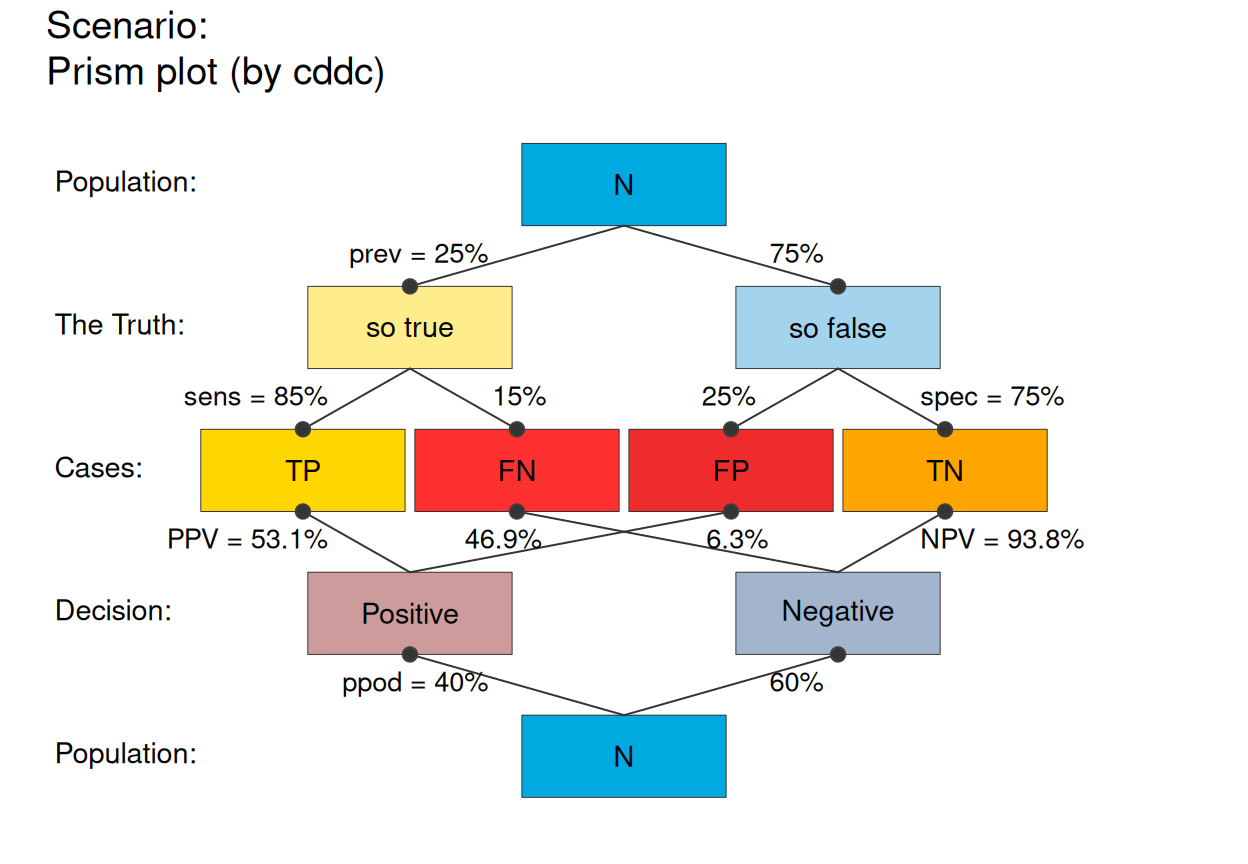 Scenario:
Prism plot (by cddc)
Population:
N
prev = 25%
75%
The Truth:
so true
so false
sens = 85%
15%
25%
spec = 75%
Cases:
TP
FN
FP
TN
PPV = 53.1%
46.9%
6.3%
NPV = 93.8%
Decision:
Positive
Negative
ppod = 40%
60%
Population:
N